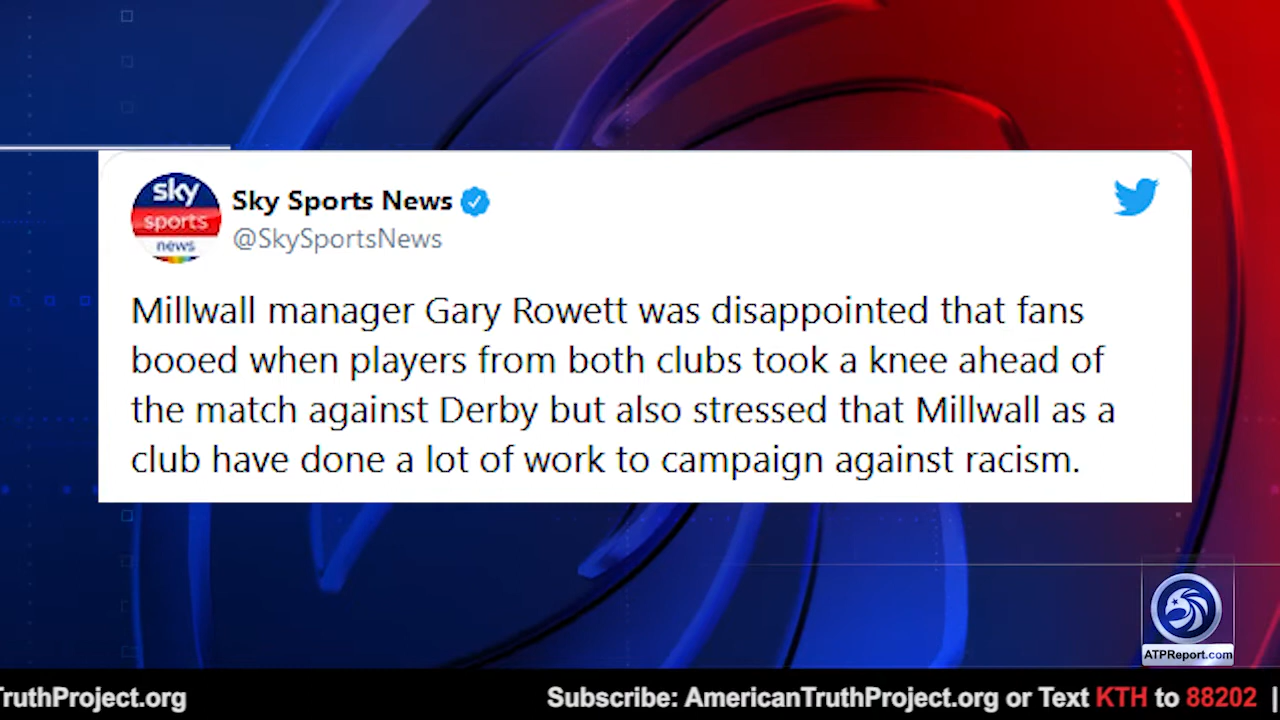 sky
sports
news
Sky Sports News
@SkySportsNews
Millwall manager Gary Rowett was disappointed that fans
booed when players from both clubs took a knee ahead of
the match against Derby but also stressed that Millwall as a
club have done a lot of work to campaign against racism.
ATPReport.com
TruthProject.org
Subscribe: AmericanTruthProject.org or Text KTH to 88202 |